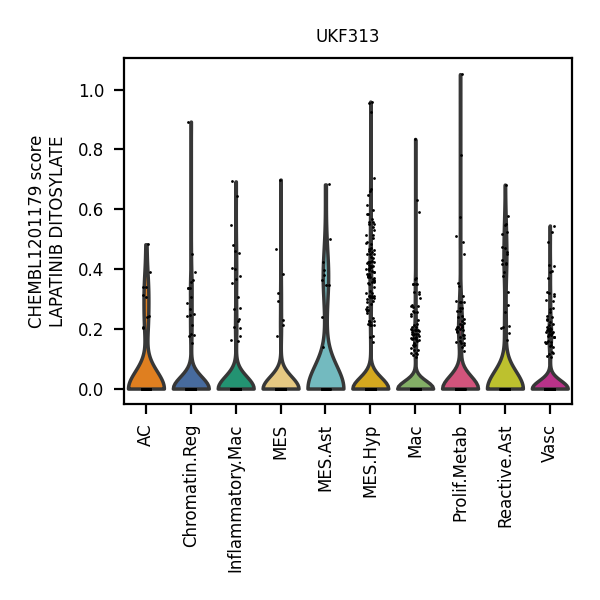 UKF313
CHEMBL1201179 score
LAPATINIB DITOSYLATE
1.0
0.8
0.6
0.4
0.2
0.0
AC
Chromatin.Reg
Inflammatory.Mac
MES
MES.Ast
MES.Hyp
Mac
Prolif.Metab
Reactive.Ast
Vasc